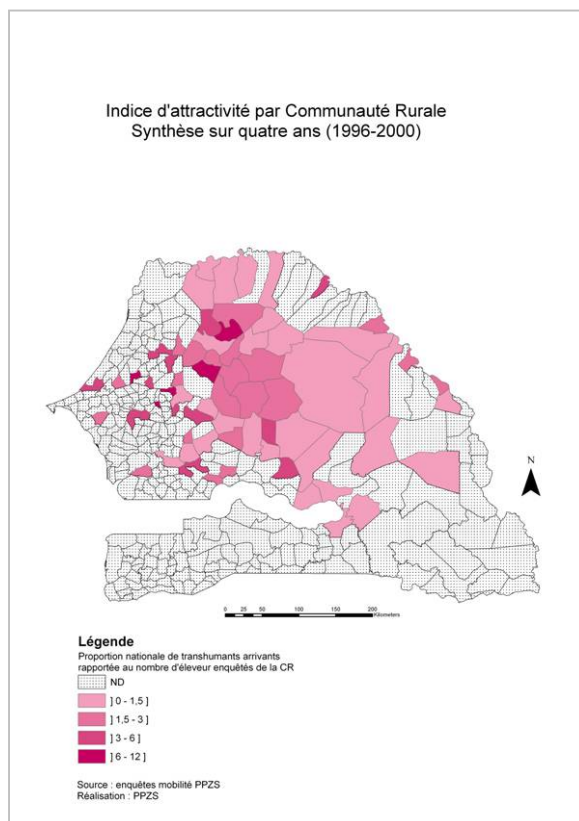 Indice d'attractivité par Communauté Rurale
Synthèse sur quatre ans (1996-2000)
N
0 25 50 100 150 200
Kilometers
Légende
Proportion nationale de transhumants arrivants
rapportée au nombre d'éleveur enquêtés de la CR
ND
] 0 - 1,5 ]
] 1,5 - 3 ]
] 3 - 6 ]
] 6 - 12 ]
Source : enquêtes mobilité PPZS
Réalisation : PPZS